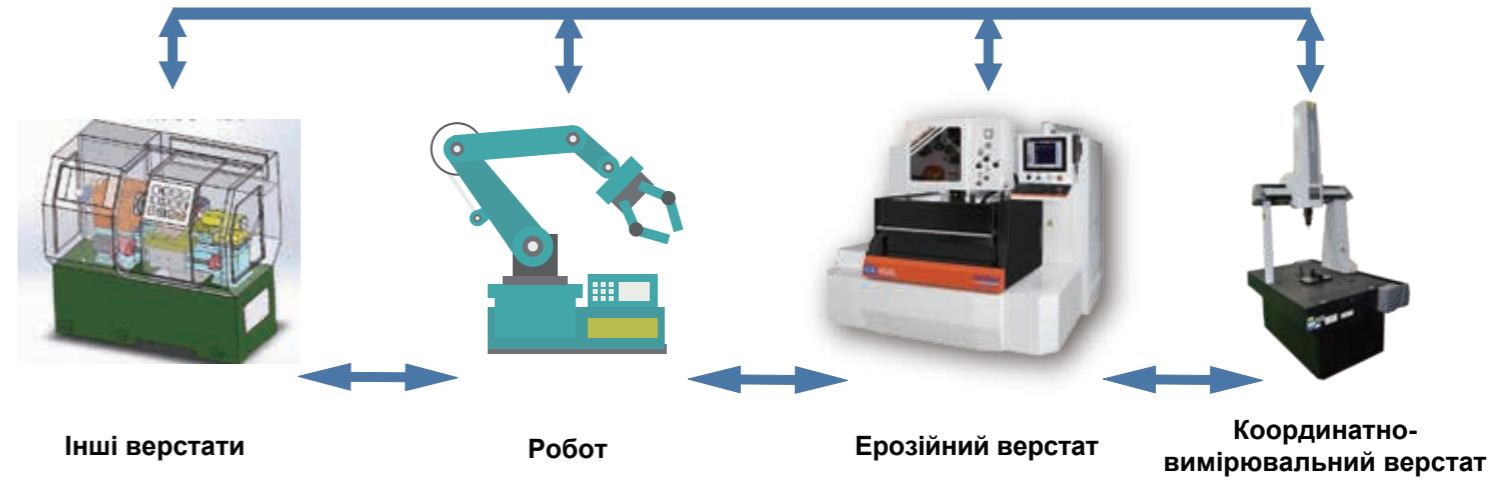 Інші верстати
Робот
Ерозійний верстат
Координатно-
вимірювальний верстат